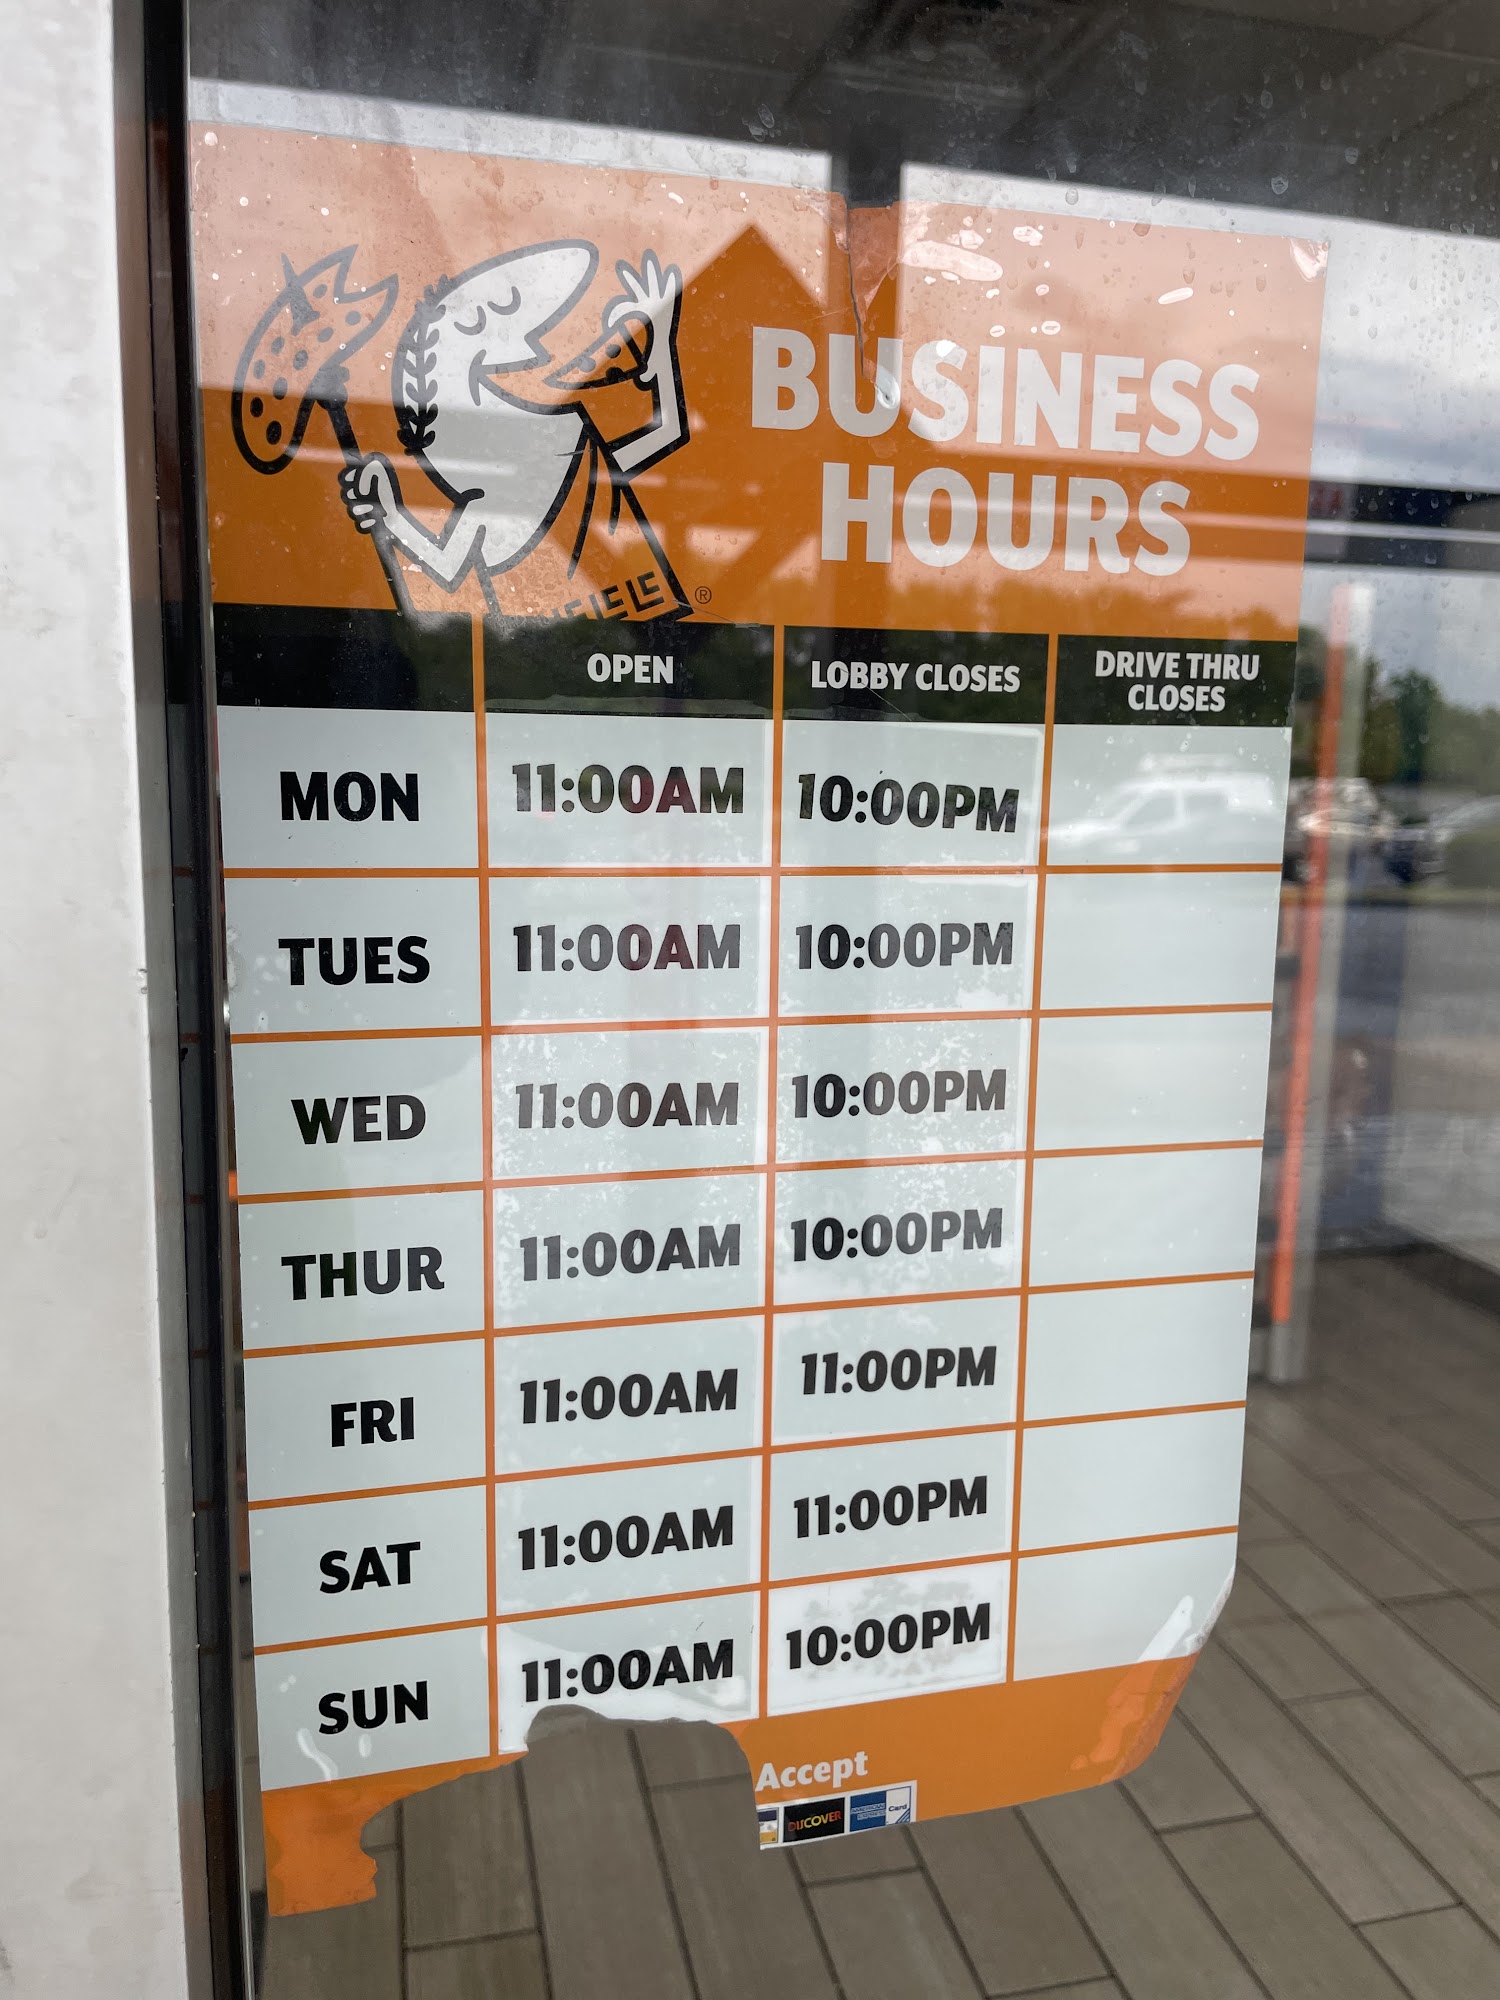 BUSINESS
HOURS
®
OPEN LOBBY CLOSES DRIVE THRU CLOSES
MON 11:00AM 10:00PM
TUES 11:00AM 10:00PM
WED 11:00AM 10:00PM
THUR 11:00AM 10:00PM
FRI 11:00AM 11:00PM
SAT 11:00AM 11:00PM
SUN 11:00AM 10:00PM
Accept
DISCOVER
Card